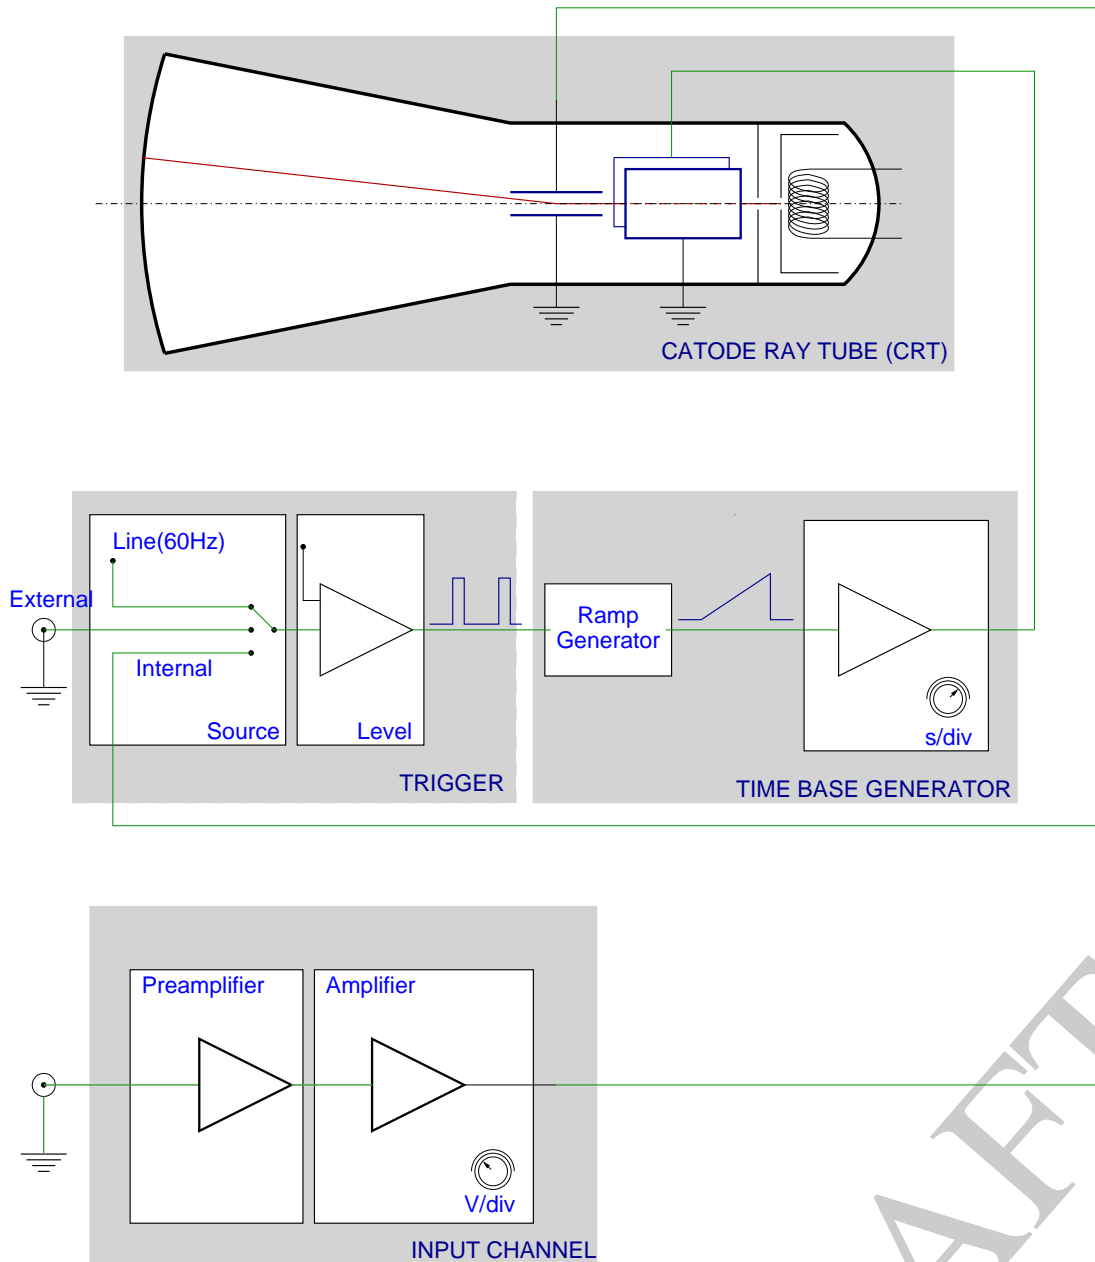 CATODE RAY TUBE (CRT)
Line(60Hz)
External
Internal
Source
Level
TRIGGER
Ramp
Generator
s/div
TIME BASE GENERATOR
Preamplifier
Amplifier
V/div
INPUT CHANNEL
AFT